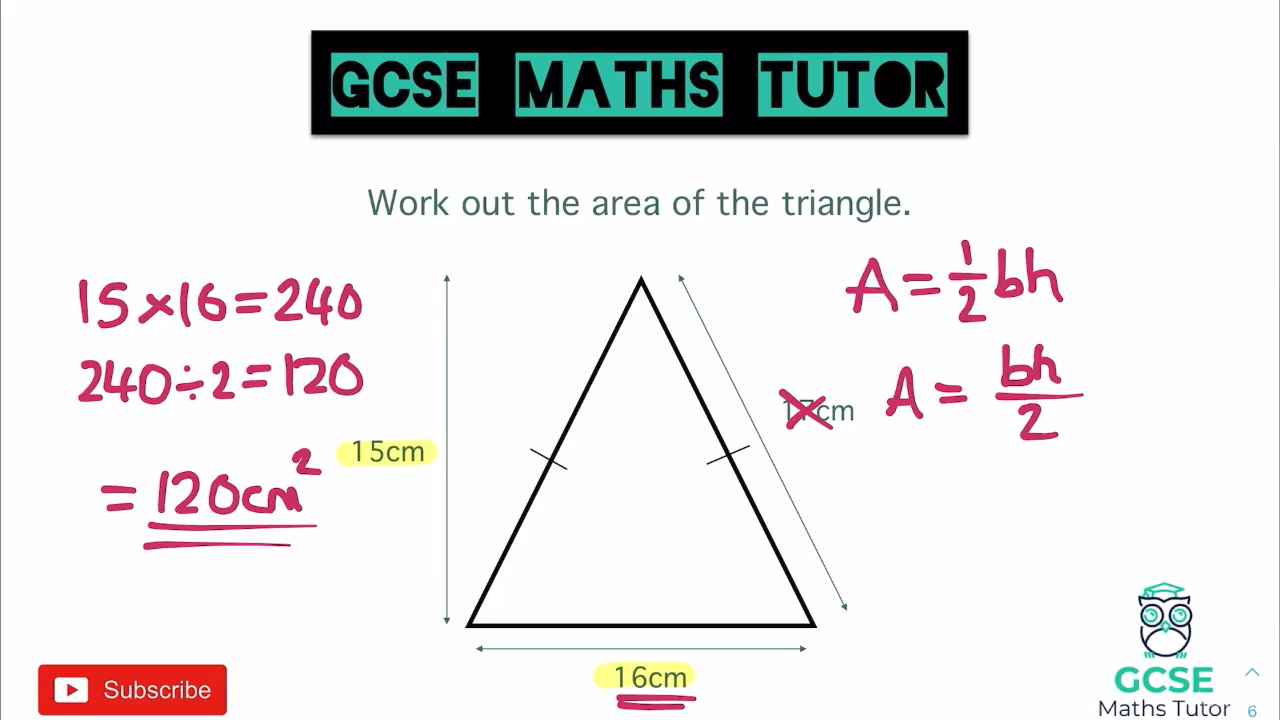 GCSE MATHS TUTOR
Work out the area of the triangle.
15×16=240
240÷2=120
=120cm²
15cm
17cm
16cm
A=½bh
A=bh/2
Subscribe
GCSE
Maths Tutor
6